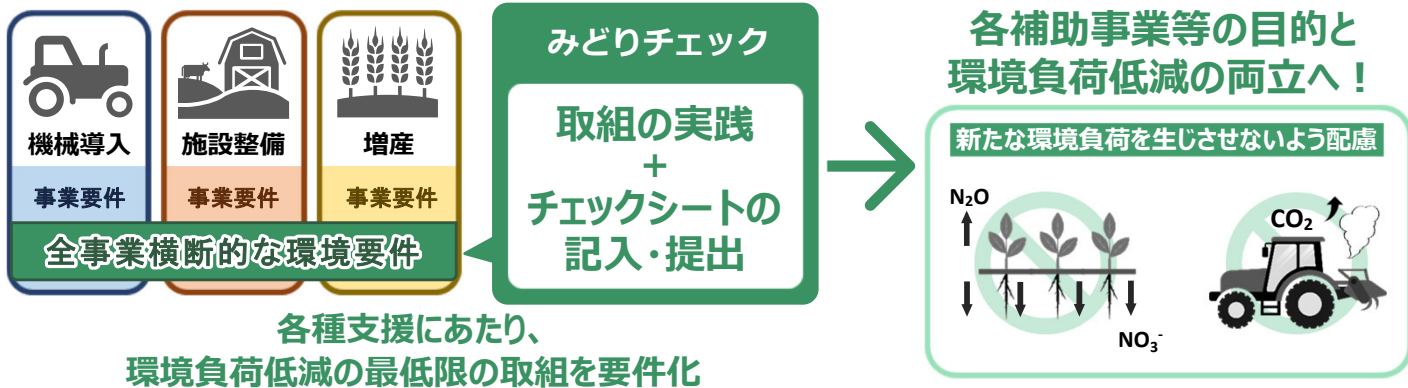 機械導入
事業要件
施設整備
事業要件
増産
事業要件
全事業横断的な環境要件
各種支援にあたり、
環境負荷低減の最低限の取組を要件化
みどりチェック
取組の実践
+
チェックシートの
記入・提出
各補助事業等の目的と
環境負荷低減の両立へ！
新たな環境負荷を生じさせないよう配慮
N₂O
NO₃⁻
CO₂